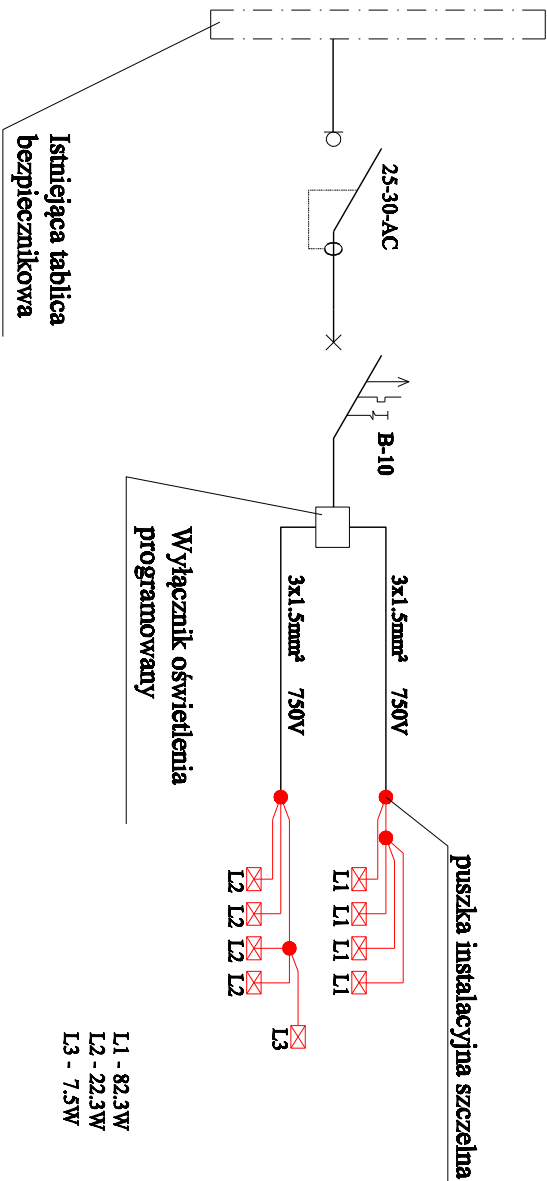 Istniejąca tablica
bezpiecznikowa
25-30-AC
B-10
Wyłącznik oświetlenia
programowany
3x1.5mm² 750V
3x1.5mm² 750V
puszka instalacyjna szczelna
L1
L1
L1
L1
L2
L2
L2
L2
L3
L1 - 82.3W
L2 - 22.3W
L3 - 7.5W